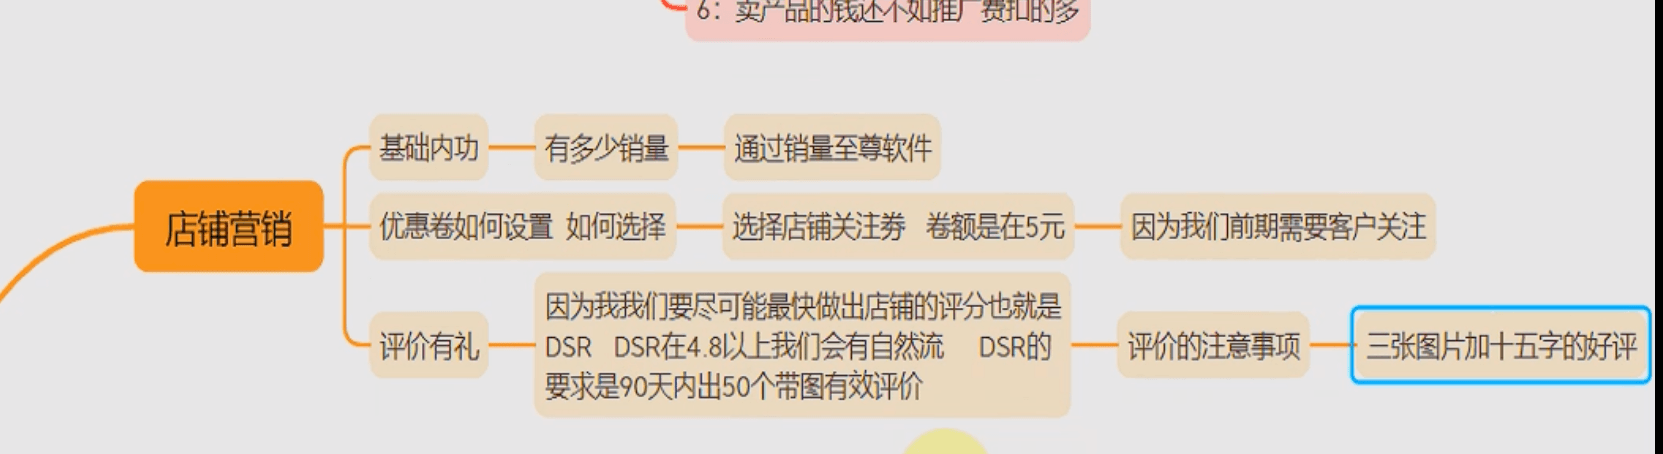 6：卖产品的钱还不如推广费扣的多
基础内功
有多少销量
通过销量至尊软件
店铺营销
优惠卷如何设置 如何选择
选择店铺关注劵 卷额是在5元
因为我们前期需要客户关注
评价有礼
因为我我们要尽可能最快做出店铺的评分也就是
DSR DSR在4.8以上我们会有自然流 DSR的
要求是90天内出50个带图有效评价
评价的注意事项
三张图片加十五字的好评